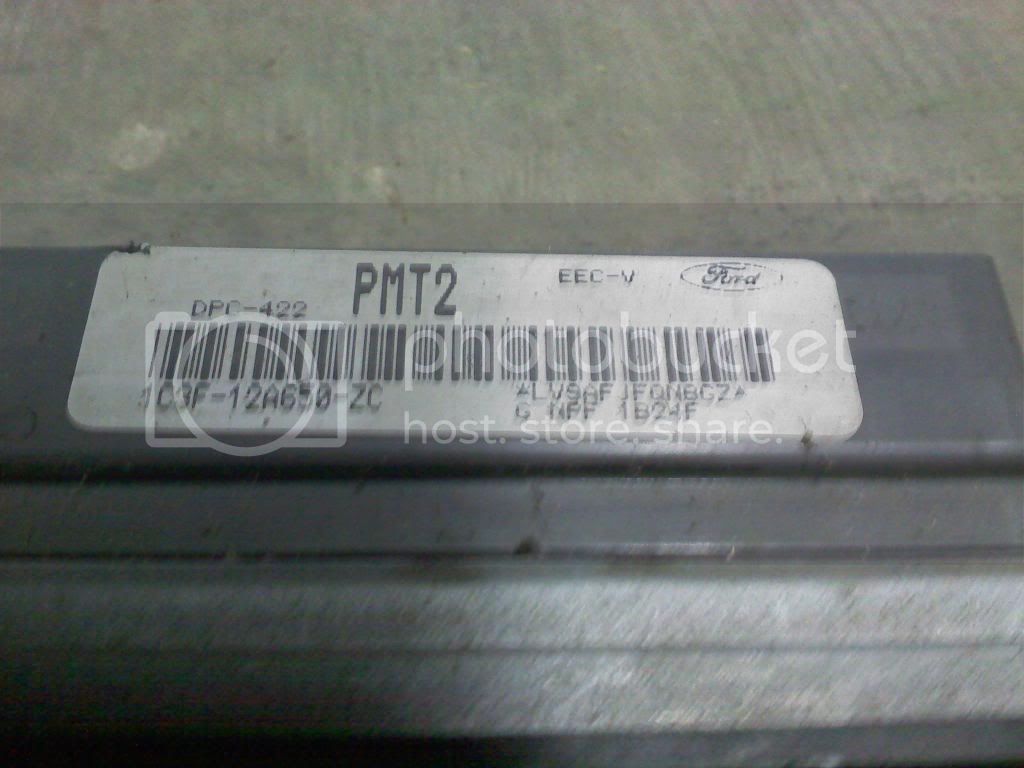 PMT2 EEC-V Ford
DPC-422
1C3F-12A650-ZC
photobucket
host. store. share.